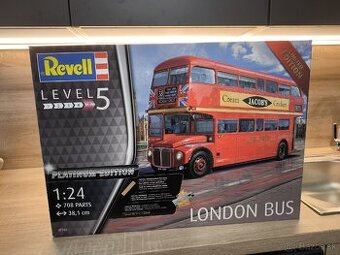 Revell
LEVEL 5
LIMITED EDITION
Cream JACOB'S Crackers
PLATINUM EDITION
1:24
708 PARTS
38,1 cm
LONDON BUS